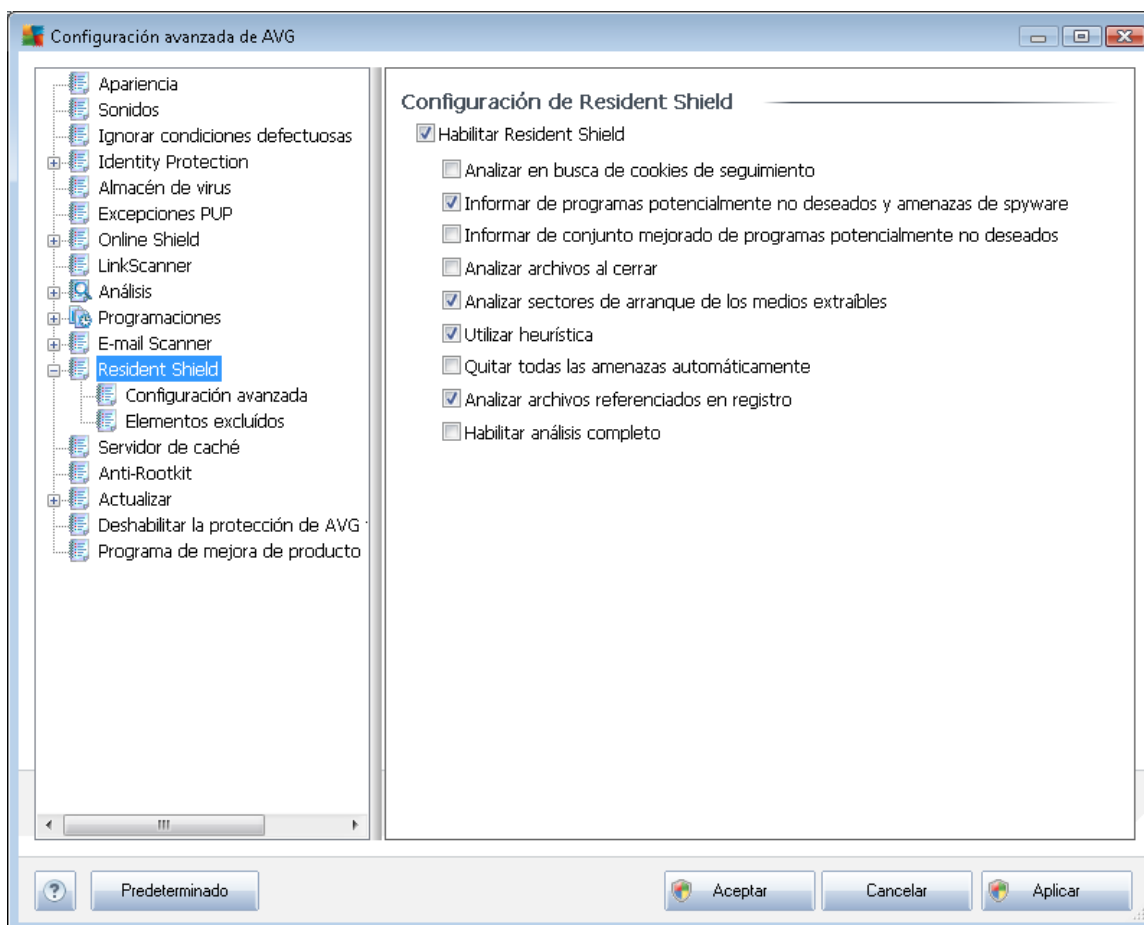 Configuración avanzada de AVG
Apariencia
Sonidos
Ignorar condiciones defectuosas
Identity Protection
Almacén de virus
Excepciones PUP
Online Shield
LinkScanner
Análisis
Programaciones
E-mail Scanner
Resident Shield
Configuración avanzada
Elementos excluídos
Servidor de caché
Anti-Rootkit
Actualizar
Deshabilitar la protección de AVG
Programa de mejora de producto
Configuración de Resident Shield
Habilitar Resident Shield
Analizar en busca de cookies de seguimiento
Informar de programas potencialmente no deseados y amenazas de spyware
Informar de conjunto mejorado de programas potencialmente no deseados
Analizar archivos al cerrar
Analizar sectores de arranque de los medios extraíbles
Utilizar heurística
Quitar todas las amenazas automáticamente
Analizar archivos referenciados en registro
Habilitar análisis completo
?
Predeterminado
Aceptar
Cancelar
Aplicar